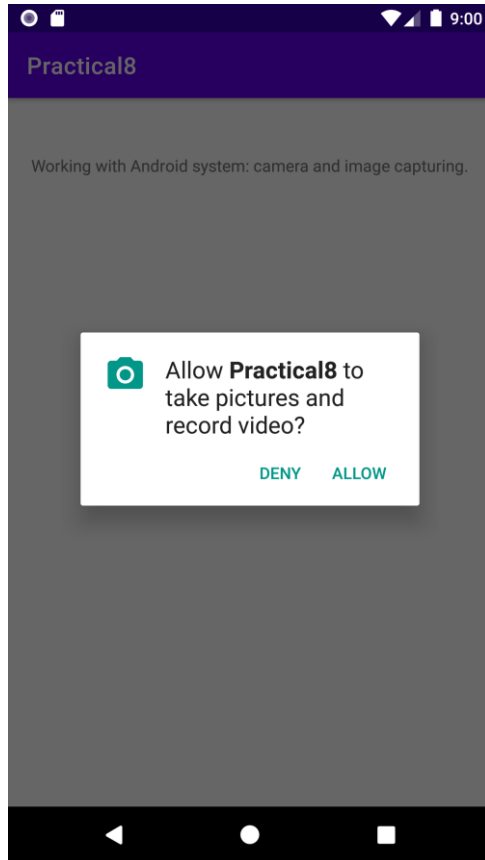 9:00
Practical8
Working with Android system: camera and image capturing.
Allow Practical8 to
take pictures and
record video?
DENY ALLOW